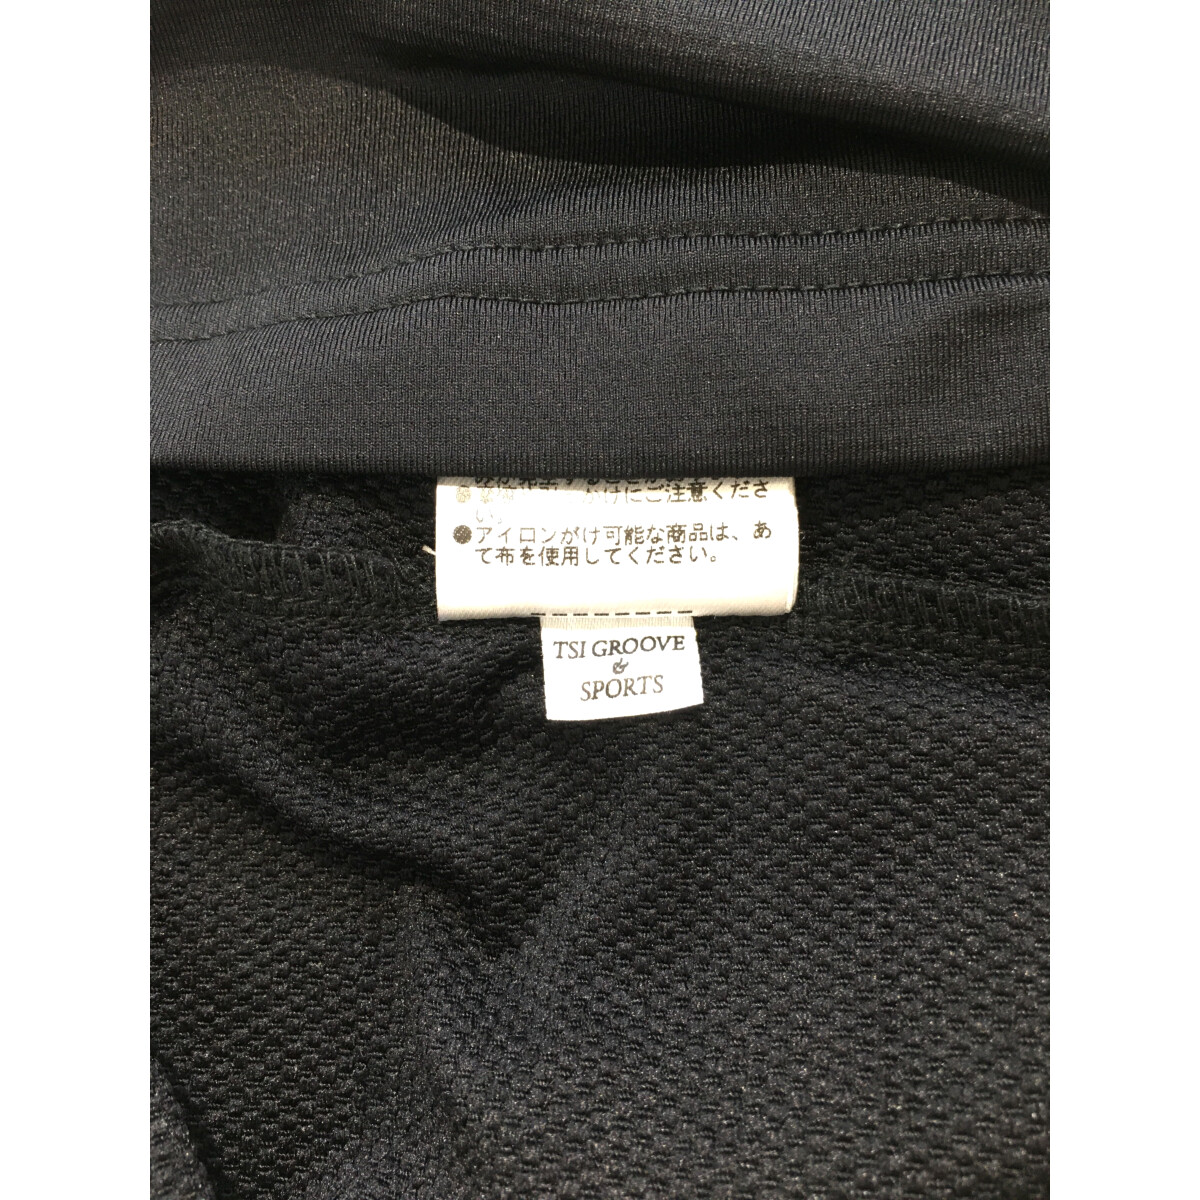 けにご注意くださ
い。
●アイロンがけ可能な商品は、あ
て布を使用してください。
TSI GROOVE
&
SPORTS